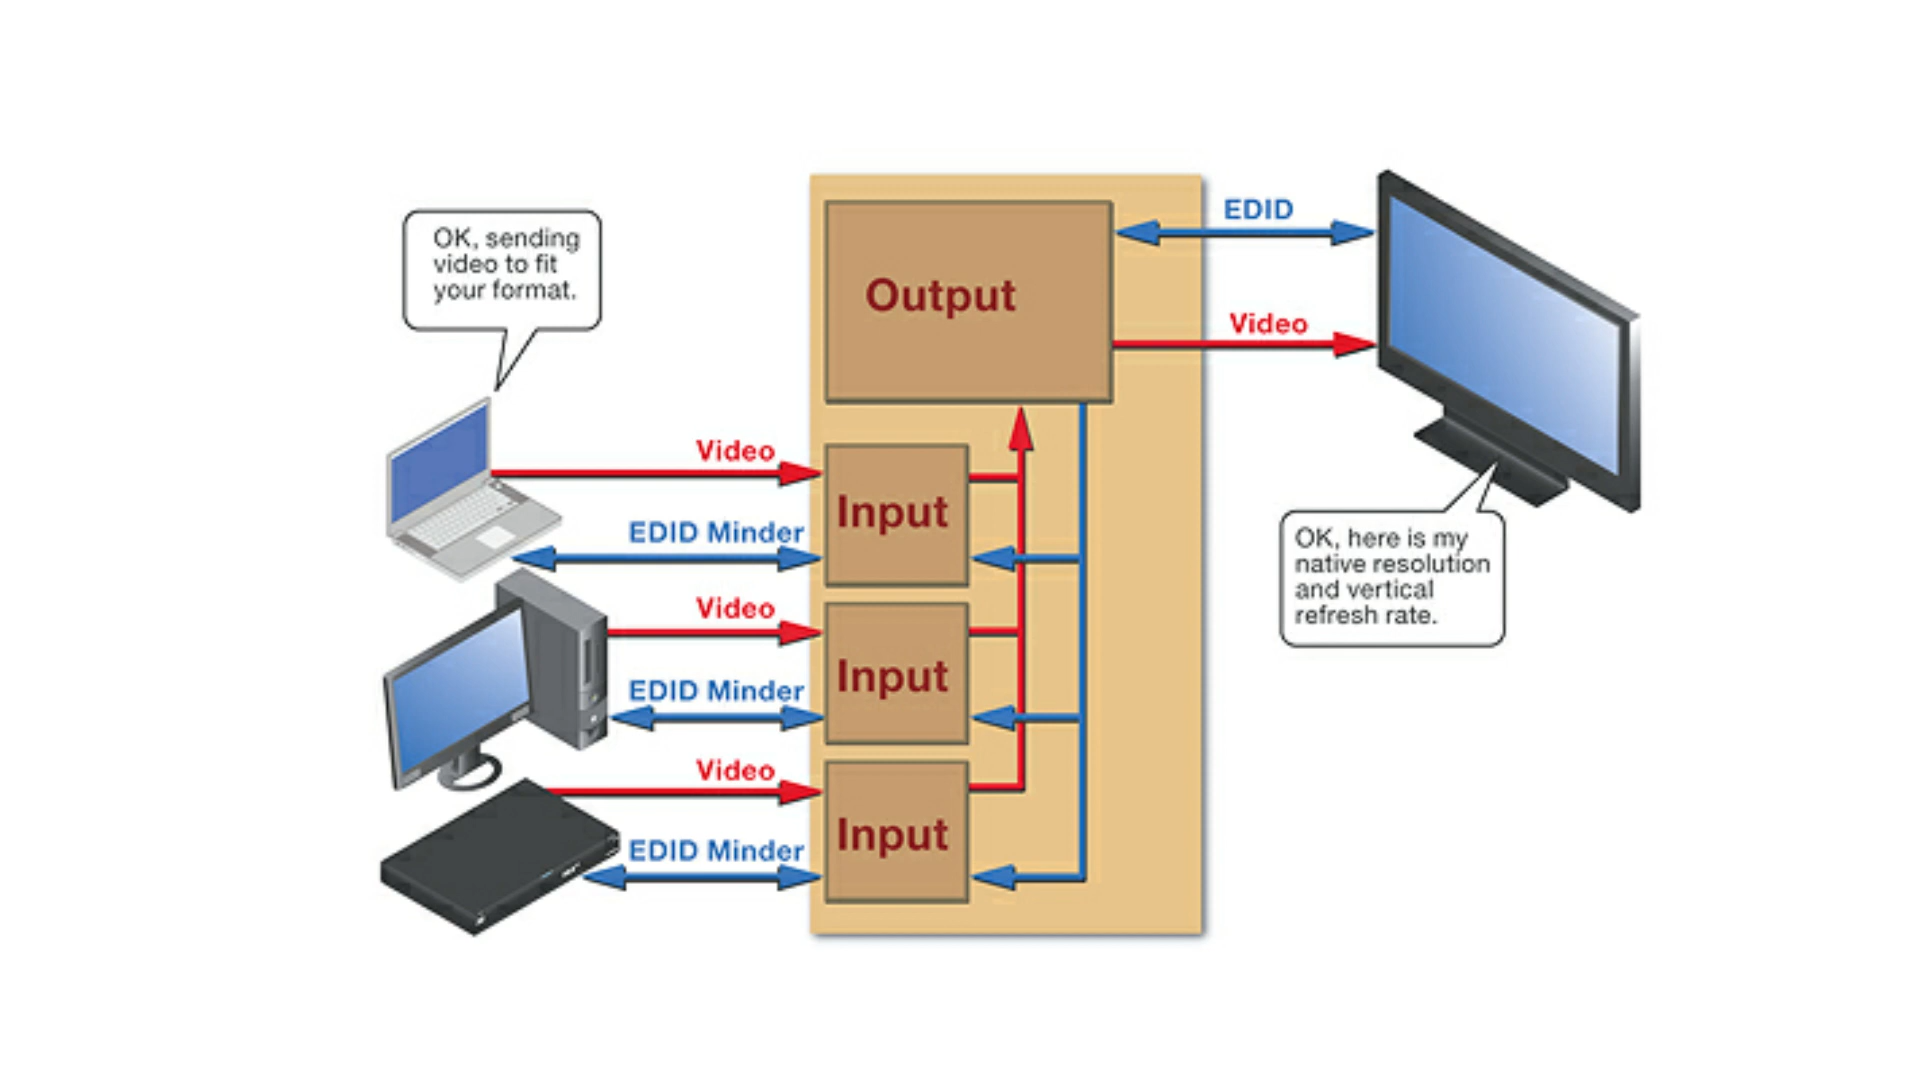 OK, sending
video to fit
your format.
EDID
Output
Video
Video
Input
EDID Minder
OK, here is my
native resolution
and vertical
refresh rate.
Video
Input
EDID Minder
Video
Input
EDID Minder